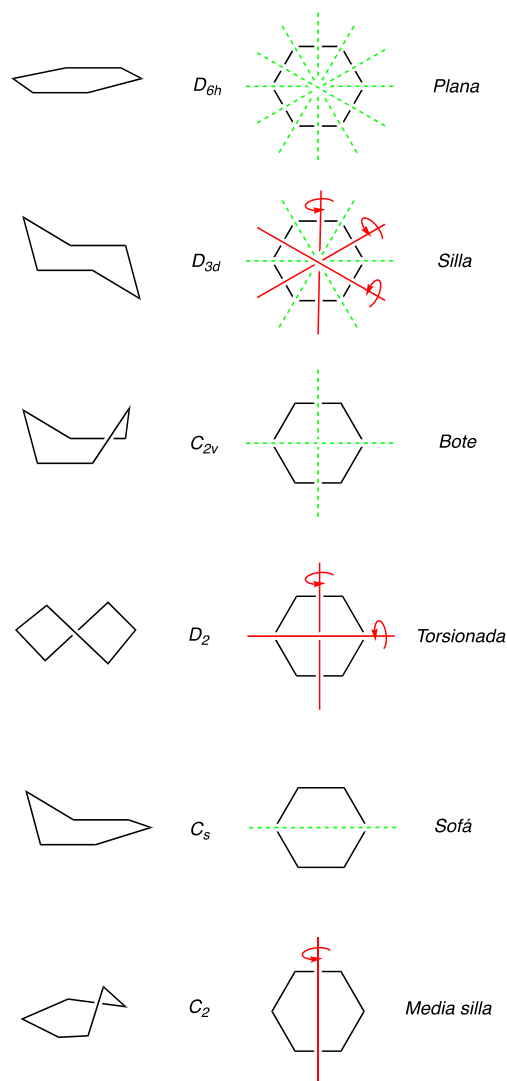 D6h Plana
D3d Silla
C2v Bote
D2 Torsionada
Cs Sofá
C2 Media silla